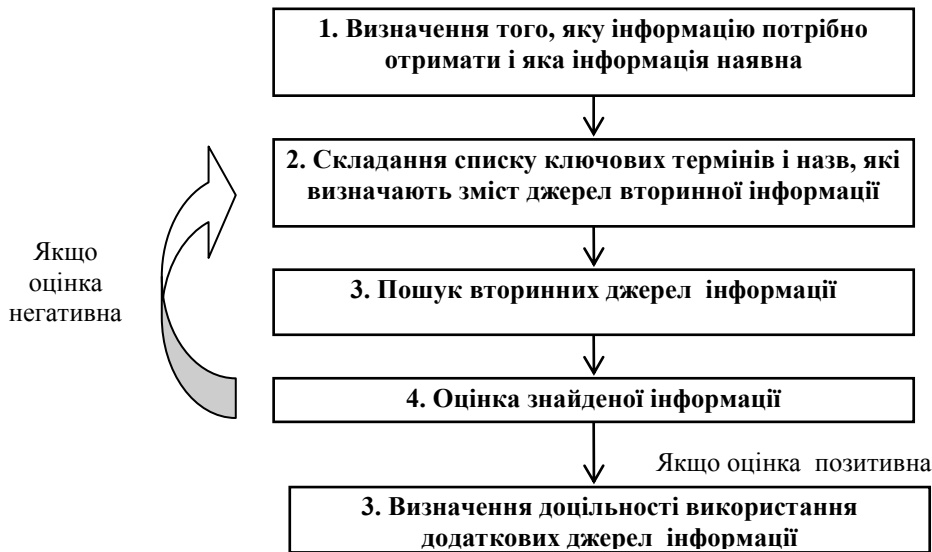 1. Визначення того, яку інформацію потрібно
отримати і яка інформація наявна
2. Складання списку ключових термінів і назв, які
визначають зміст джерел вторинної інформації
Якщо
оцінка
негативна
3. Пошук вторинних джерел інформації
4. Оцінка знайденої інформації
Якщо оцінка позитивна
3. Визначення доцільності використання
додаткових джерел інформації